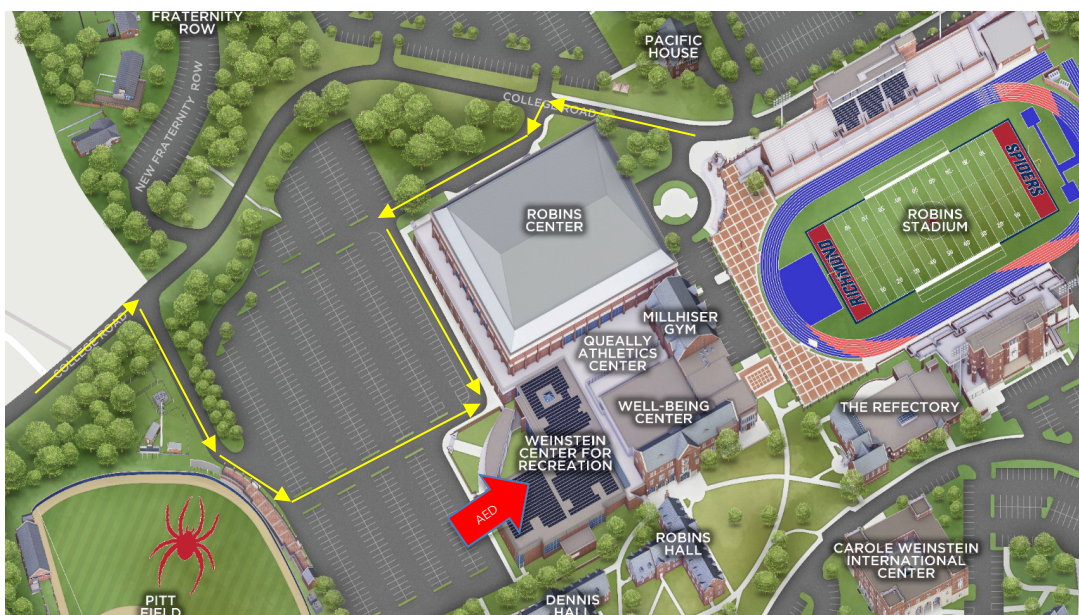 FRATERNITY
ROW
NEW FRATERNITY ROW
PACIFIC
HOUSE
COLLEGE ROAD
ROBINS
CENTER
SPIDERS
ROBINS
STADIUM
RICHMOND
MILLHISER
GYM
QUEALLY
ATHLETICS
CENTER
COLLEGE ROAD
WELL-BEING
CENTER
THE REFECTORY
WEINSTEIN
CENTER FOR
RECREATION
AED
ROBINS
HALL
CAROLE WEINSTEIN
INTERNATIONAL
CENTER
PITT
FIELD
DENNIS
HALL